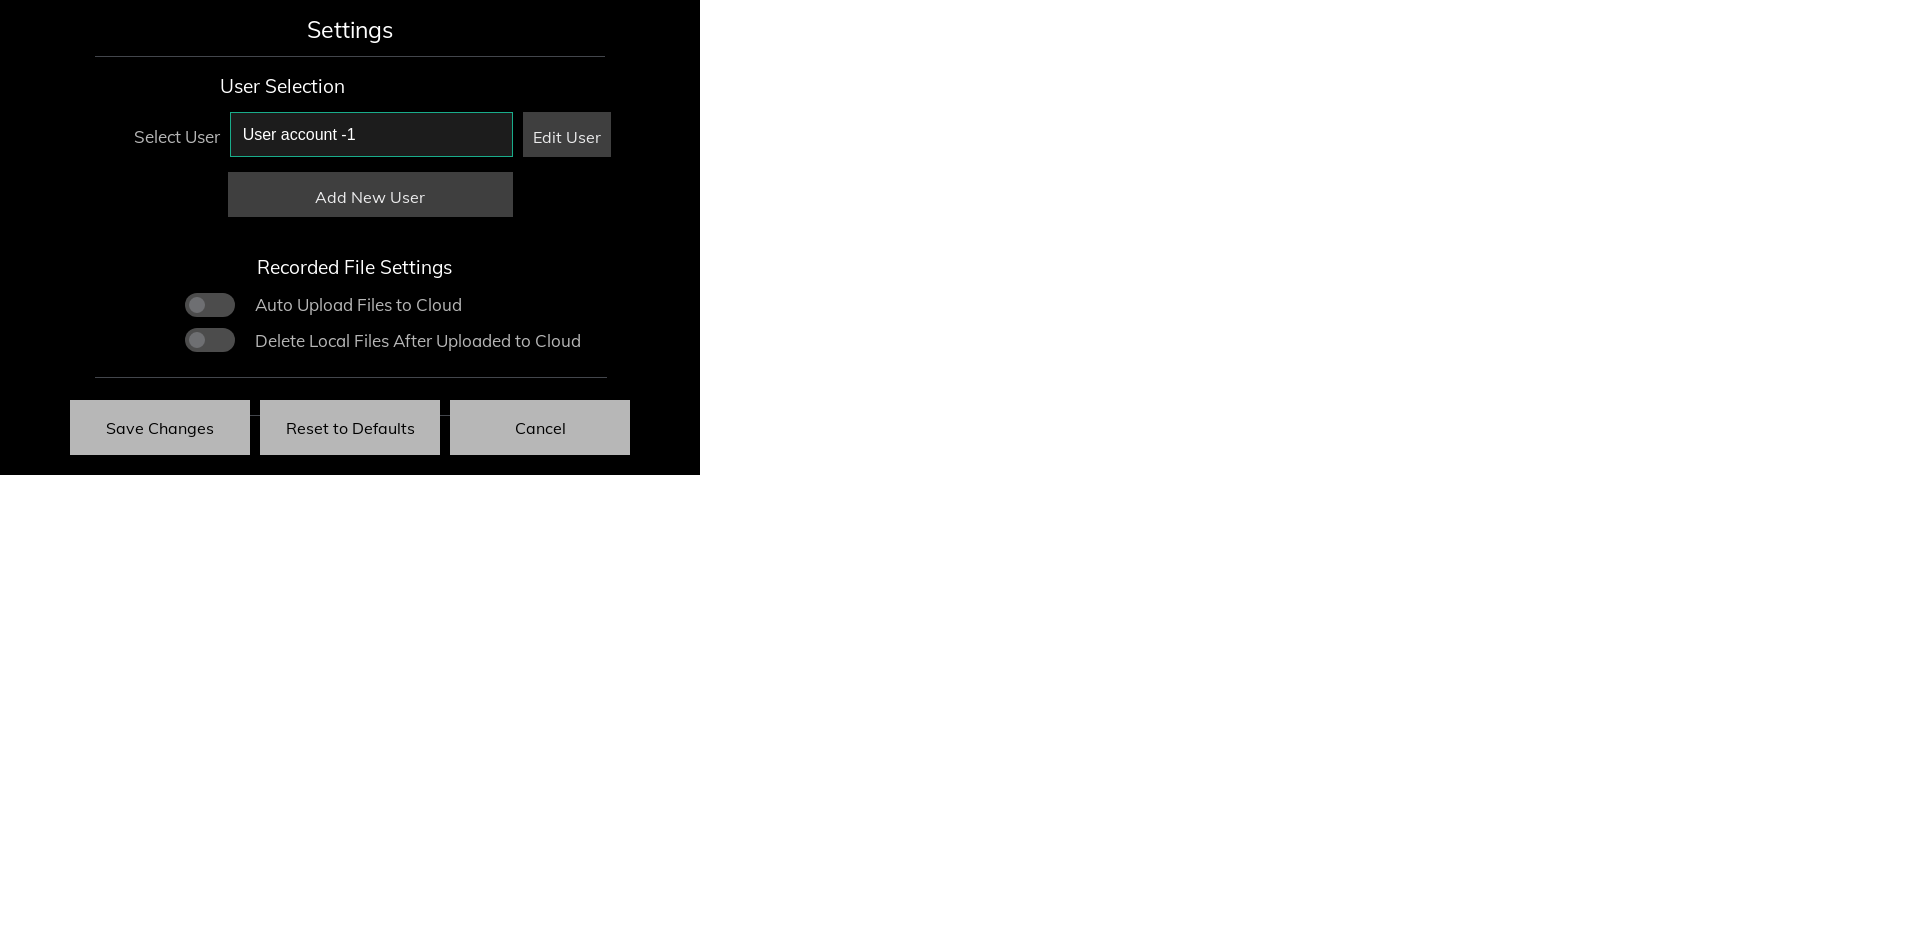 Settings
User Selection
Select User User account -1 Edit User
Add New User
Recorded File Settings
Auto Upload Files to Cloud
Delete Local Files After Uploaded to Cloud
Save Changes Reset to Defaults Cancel